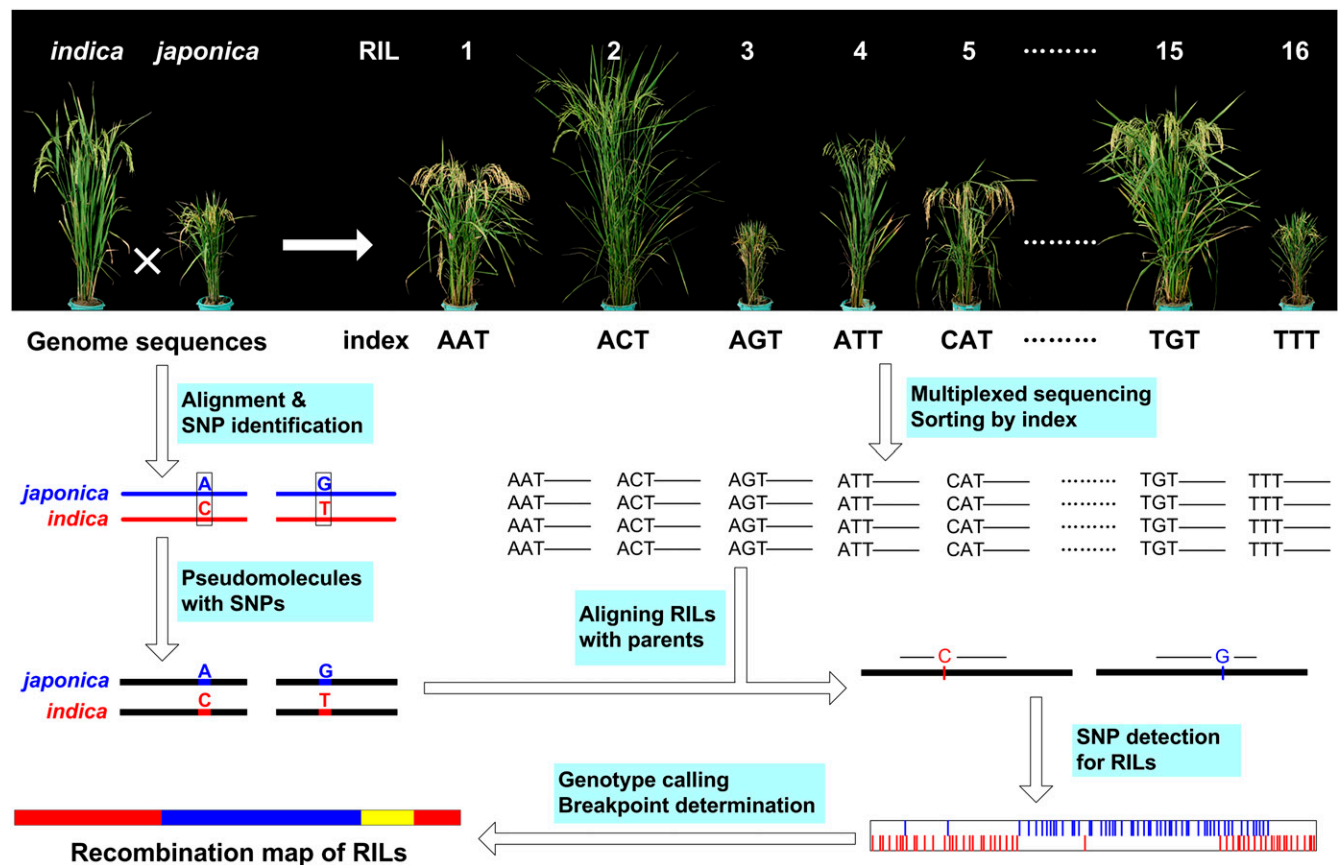 indica japonica RIL 1 2 3 4 5 ……… 15 16
×
Genome sequences index AAT ACT AGT ATT CAT ……… TGT TTT
Alignment &
SNP identification
Multiplexed sequencing
Sorting by index
japonica A G
indica C T
AAT ACT AGT ATT CAT ……… TGT TTT
AAT ACT AGT ATT CAT ……… TGT TTT
AAT ACT AGT ATT CAT ……… TGT TTT
AAT ACT AGT ATT CAT ……… TGT TTT
Pseudomolecules
with SNPs
Aligning RILs
with parents
japonica A G
indica C T
C G
SNP detection
for RILs
Genotype calling
Breakpoint determination
Recombination map of RILs